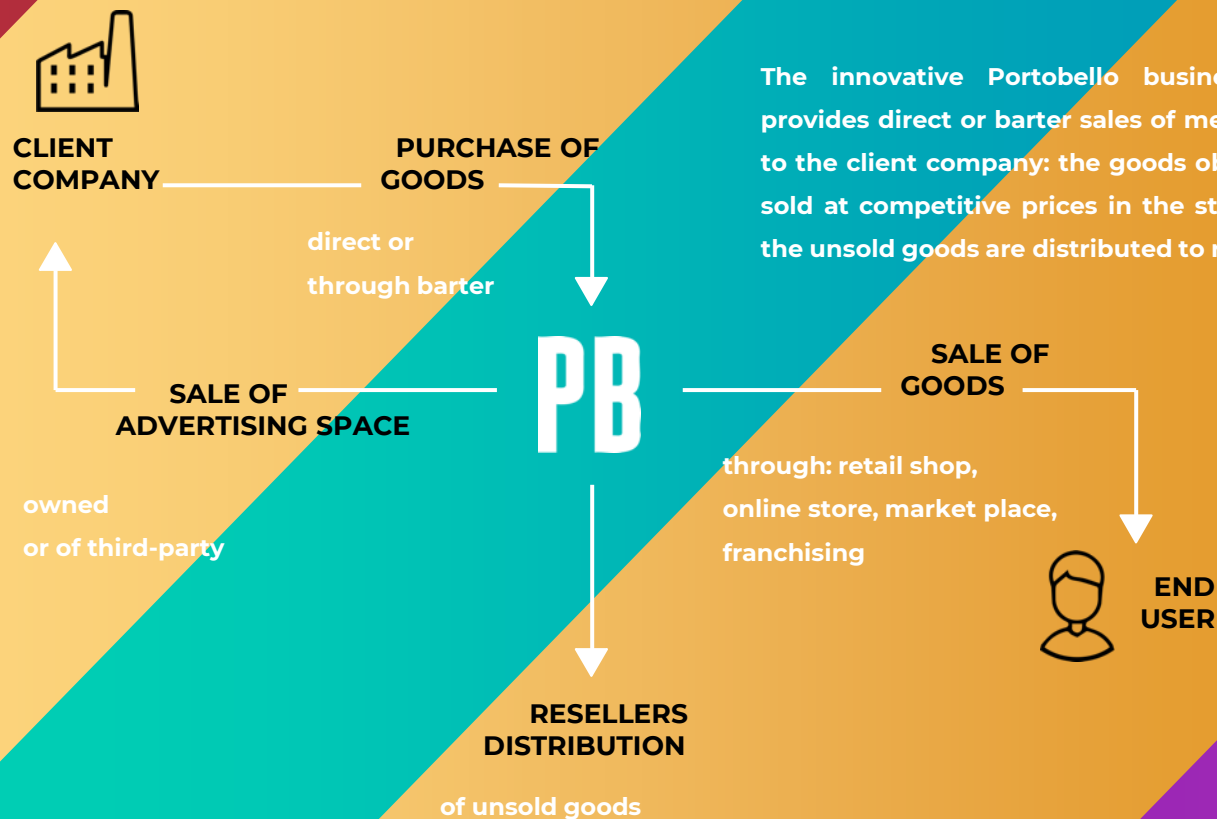 CLIENT
COMPANY
PURCHASE OF
GOODS
direct or
through barter
The innovative Portobello
provides direct or barter sales of
to the client company: the goods
sold at competitive prices in the
the unsold goods are distributed to
PB
SALE OF
ADVERTISING SPACE
owned
or of third-party
SALE OF
GOODS
through: retail shop,
online store, market place,
franchising
END
USER
RESELLERS
DISTRIBUTION
of unsold goods